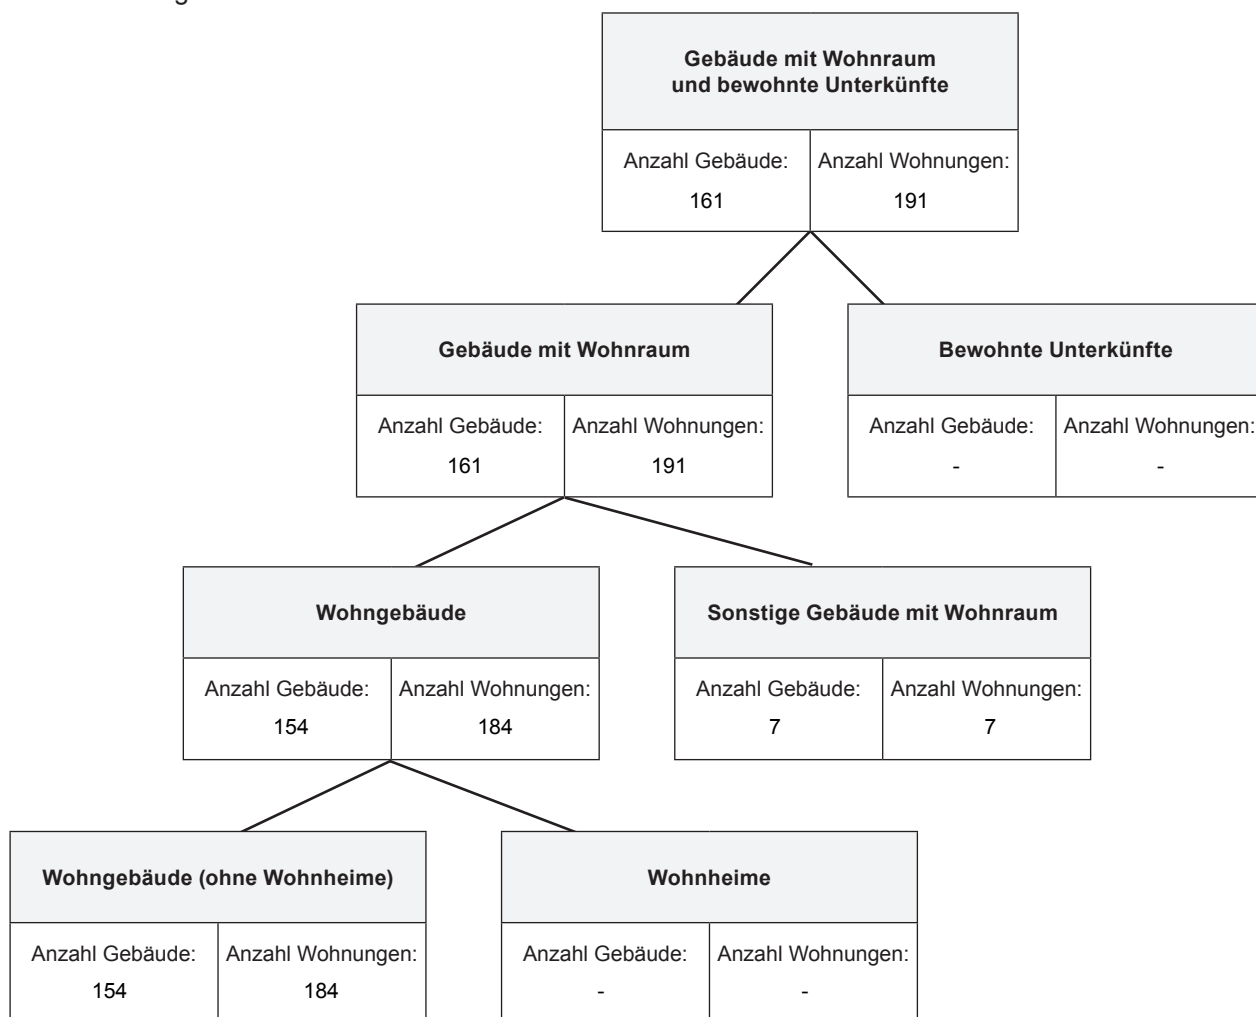 Gebäude mit Wohnraum
und bewohnte Unterkünfte
Anzahl Gebäude: Anzahl Wohnungen:
161 191
Gebäude mit Wohnraum Bewohnte Unterkünfte
Anzahl Gebäude: Anzahl Wohnungen: Anzahl Gebäude: Anzahl Wohnungen:
161 191 - -
Wohngebäude Sonstige Gebäude mit Wohnraum
Anzahl Gebäude: Anzahl Wohnungen: Anzahl Gebäude: Anzahl Wohnungen:
154 184 7 7
Wohngebäude (ohne Wohnheime) Wohnheime
Anzahl Gebäude: Anzahl Wohnungen: Anzahl Gebäude: Anzahl Wohnungen:
154 184 - -